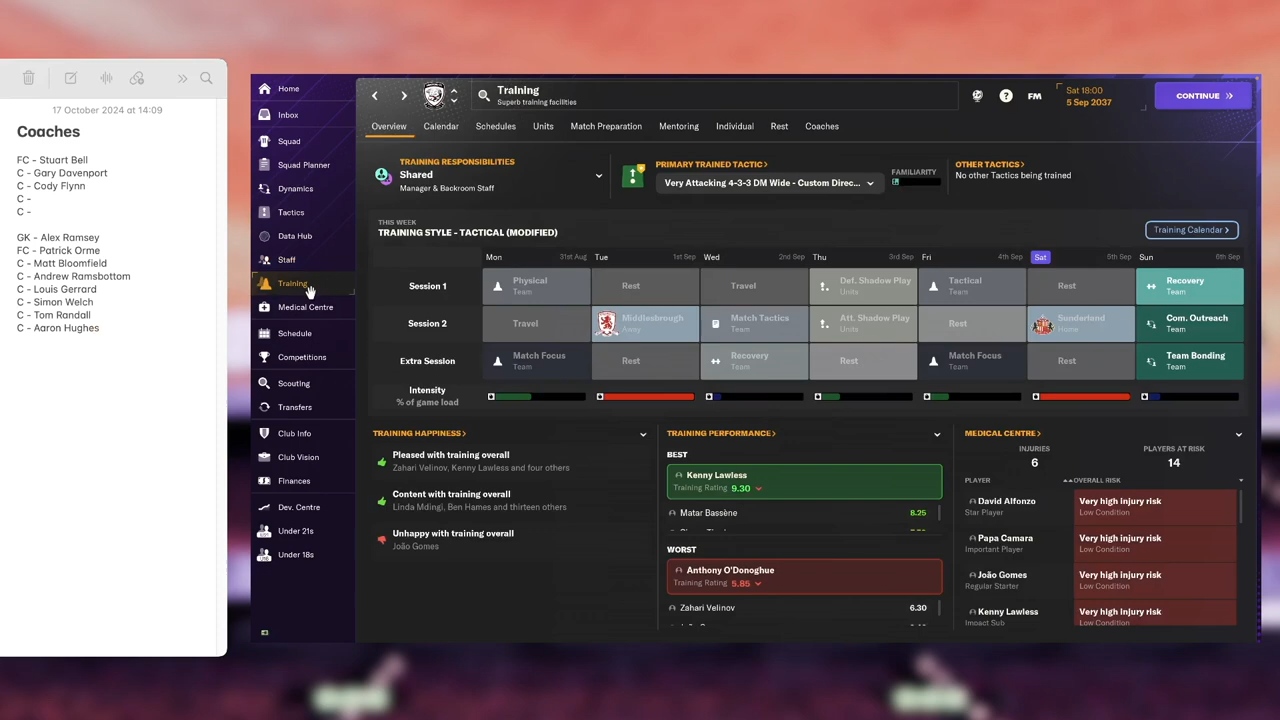 17 October 2024 at 14:09
Coaches
FC - Stuart Bell
C - Gary Davenport
C - Cody Flynn
C -
C -
GK - Alex Ramsey
FC - Patrick Orme
C - Matt Bloomfield
C - Andrew Ramsbottom
C - Louis Gerrard
C - Simon Welch
C - Tom Randall
C - Aaron Hughes
Home
Inbox
Squad
Squad Planner
Dynamics
Tactics
Data Hub
Staff
Training
Medical Centre
Schedule
Competitions
Scouting
Transfers
Club Info
Club Vision
Finances
Dev. Centre
Under 21s
Under 18s
Training
Superb training facilities
? FM
Sat 18:00
5 Sep 2037
CONTINUE
Overview Calendar Schedules Units Match Preparation Mentoring Individual Rest Coaches
TRAINING RESPONSIBILITIES
Shared
Manager & Backroom Staff
PRIMARY TRAINED TACTIC
Very Attacking 4-3-3 DM Wide - Custom Direc...
FAMILIARITY
OTHER TACTICS
No other Tactics being trained
THIS WEEK
TRAINING STYLE - TACTICAL (MODIFIED)
Training Calendar
Mon 31st Aug Tue 1st Sep Wed 2nd Sep Thu 3rd Sep Fri 4th Sep Sat 5th Sep Sun 6th Sep
Session 1 Physical Team Rest Travel Def. Shadow Play Units Tactical Team Rest Recovery Team
Session 2 Travel Middlesbrough Away Match Tactics Team Att. Shadow Play Units Rest Sunderland Home Com. Outreach Team
Extra Session Match Focus Team Rest Recovery Team Rest Match Focus Team Rest Team Bonding Team
Intensity
% of game load
TRAINING HAPPINESS
Pleased with training overall
Zahari Velinov, Kenny Lawless and four others
Content with training overall
Linda Mdingi, Ben Hames and thirteen others
Unhappy with training overall
João Gomes
TRAINING PERFORMANCE
BEST
Kenny Lawless
Training Rating 9.30
Matar Bassène 8.25
WORST
Anthony O'Donoghue
Training Rating 5.85
Zahari Velinov 6.30
MEDICAL CENTRE
INJURIES PLAYERS AT RISK
6 14
PLAYER OVERALL RISK
David Alfonzo Very high injury risk
Star Player Low Condition
Papa Camara Very high injury risk
Important Player Low Condition
João Gomes Very high injury risk
Regular Starter Low Condition
Kenny Lawless Very high injury risk
Impact Sub Low Condition